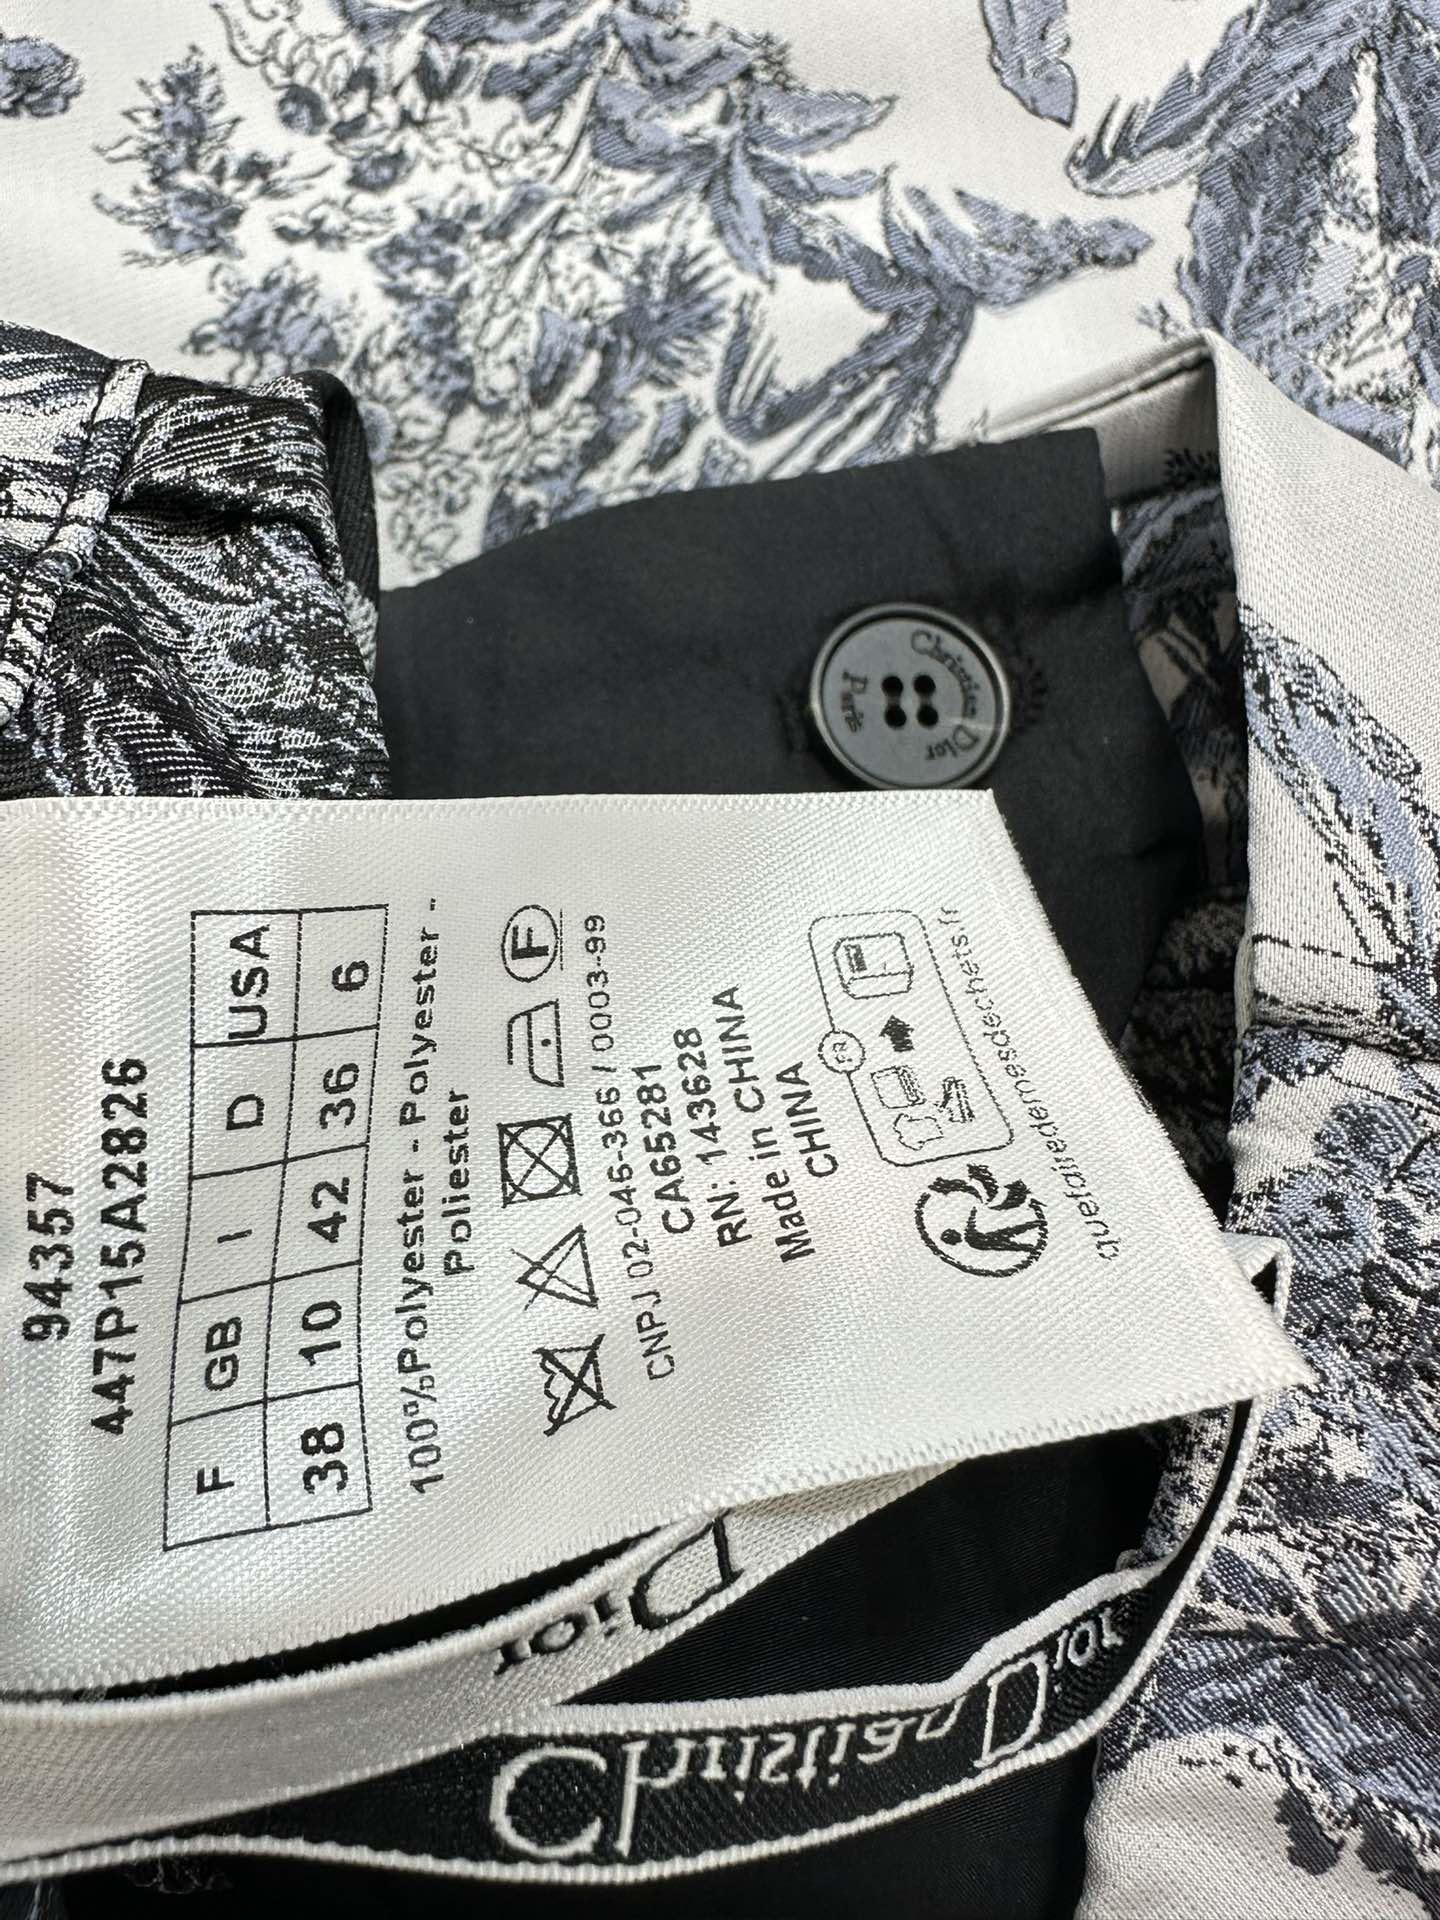 94357
447P15A2826
F GB I D USA
38 10 42 36 6
100%Polyester - Polyester -
Poliester
F
CNPJ 02-046-366 / 0003-99
CA65281
RN: 143628
Made in CHINA
CHINA
FR
quefairedemesdechets.fr
Christian Dior
Paris
Dior
Christian Dior